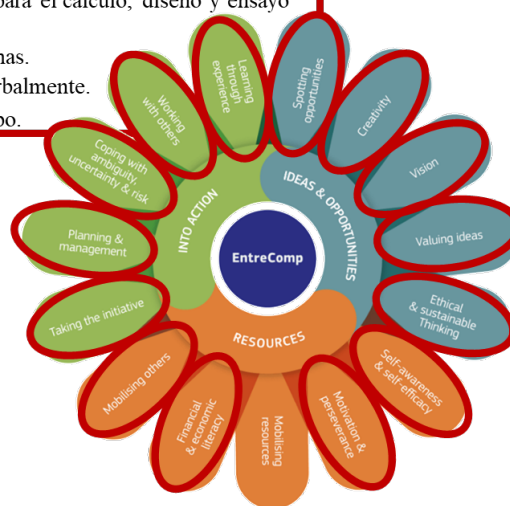 para el cálculo, diseño y ensayo
nas.
rbalmente.
po.
Learning
through
experience
Spotting
opportunities
Working
with others
Creativity
Coping with
ambiguity,
uncertainty & risk
Vision
INTO ACTION
IDEAS & OPPORTUNITIES
Planning &
management
EntreComp
Valuing ideas
Taking the initiative
Ethical
& sustainable
Thinking
RESOURCES
Mobilising others
Self-awareness
& self-efficacy
Financial
& economic
literacy
Mobilising
resources
Motivation &
perseverance